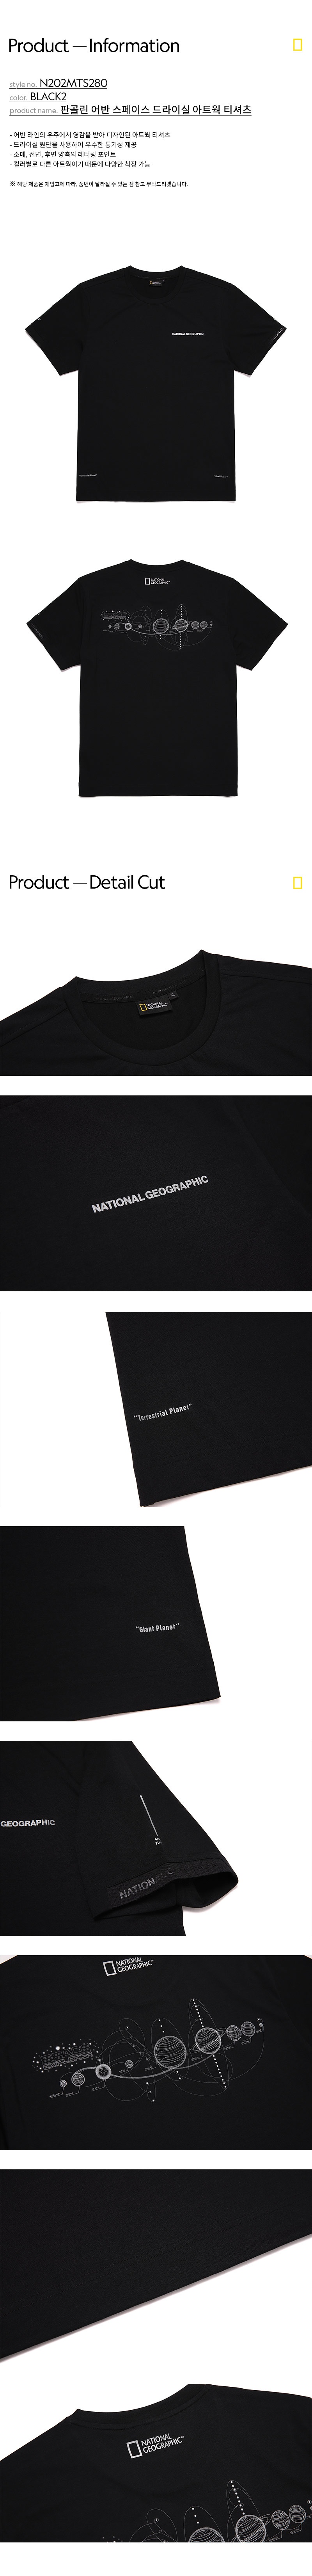 Product — Information
style no. N202MTS280
color. BLACK2
product name. 판골린 어반 스페이스 드라이실 아트웍 티셔츠
- 어반 라인의 우주에서 영감을 받아 디자인된 아트웍 티셔츠
- 드라이실 원단을 사용하여 우수한 통기성 제공
- 소매, 전면, 후면 양측의 레터링 포인트
- 컬러별로 다른 아트웍이기 때문에 다양한 착장 가능
※ 해당 제품은 재입고에 따라, 품번이 달라질 수 있는 점 참고 부탁드리겠습니다.
NATIONAL GEOGRAPHIC
NATIONAL
GEOGRAPHIC
Product — Detail Cut
NATIONAL
GEOGRAPHIC
NATIONAL GEOGRAPHIC
"Terrestrial Planet"
"Giant Planet"
GEOGRAPHIC
NATIONAL G
NATIONAL
GEOGRAPHIC
NATIONAL
GEOGRAPHIC